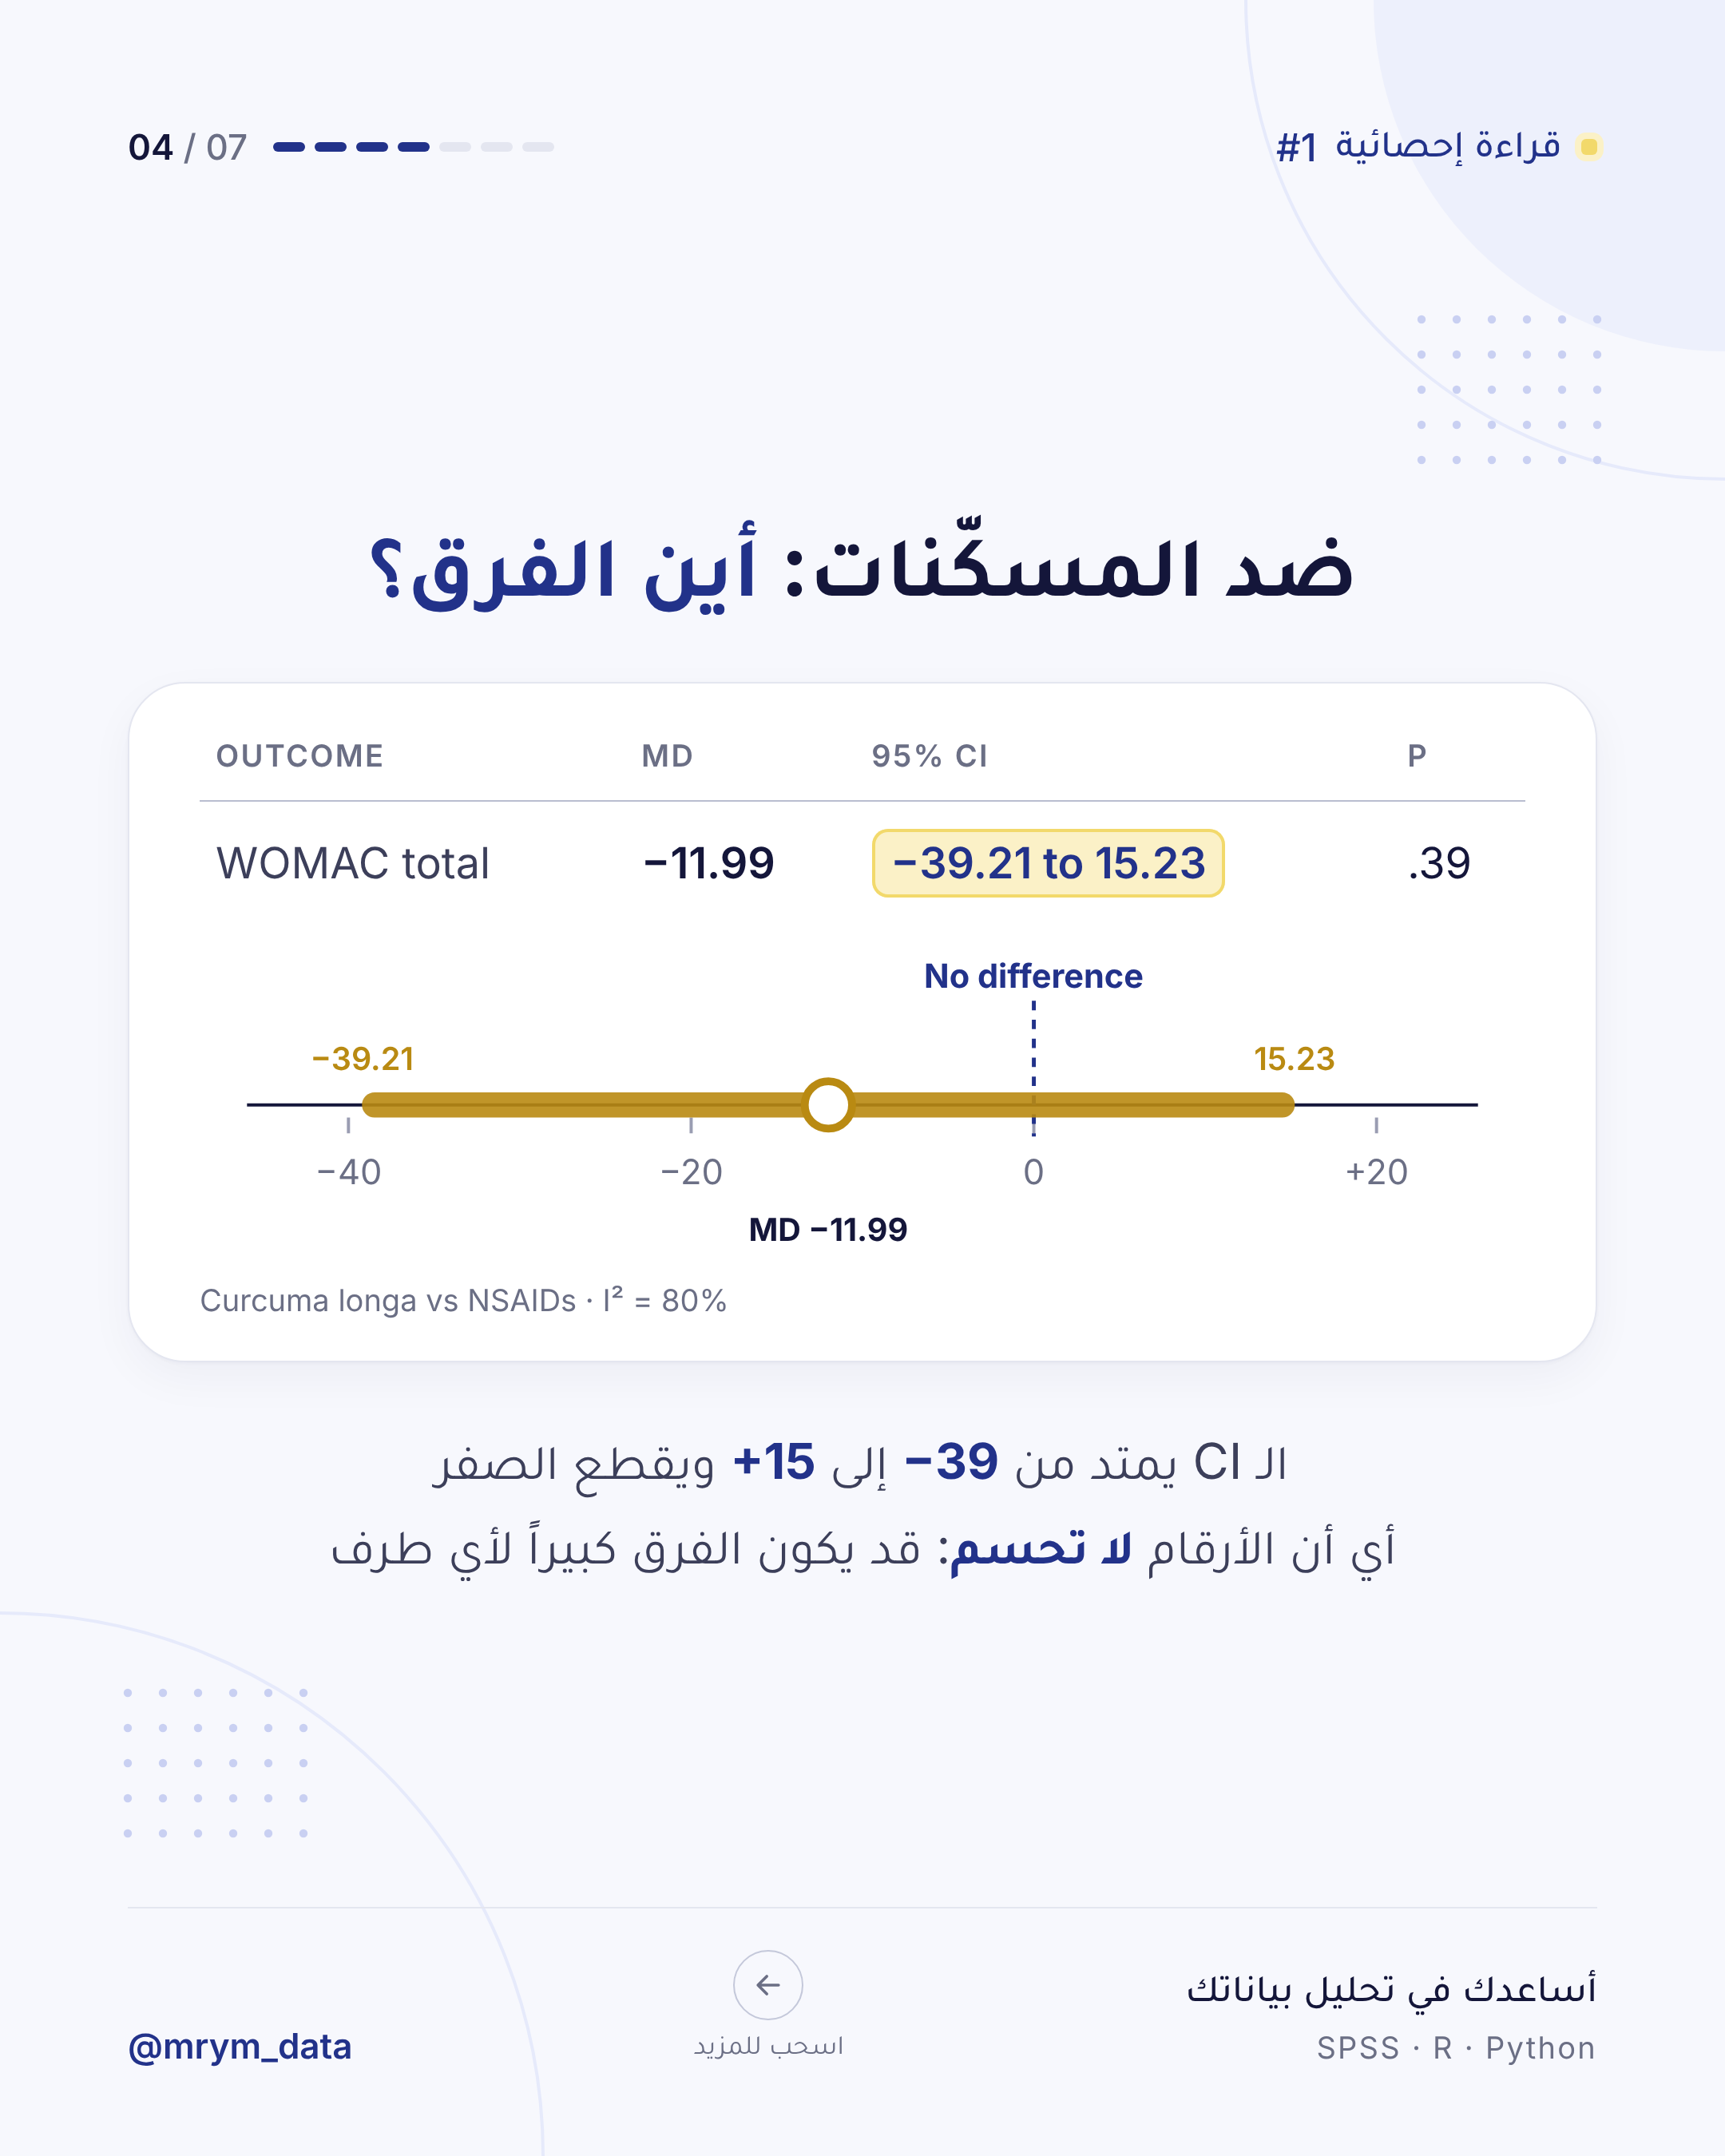 قراءة إحصائية #1
04 / 07
ضد المسكّنات: أين الفرق؟
OUTCOME MD 95% CI P
WOMAC total −11.99 −39.21 to 15.23 .39
No difference
−39.21 15.23
−40 −20 0 +20
MD −11.99
Curcuma longa vs NSAIDs · I² = 80%
الـ CI يمتد من −39 إلى +15 ويقطع الصفر
أي أن الأرقام لا تحسم: قد يكون الفرق كبيراً لأي طرف
أساعدك في تحليل بياناتك
SPSS · R · Python
اسحب للمزيد
@mrym_data